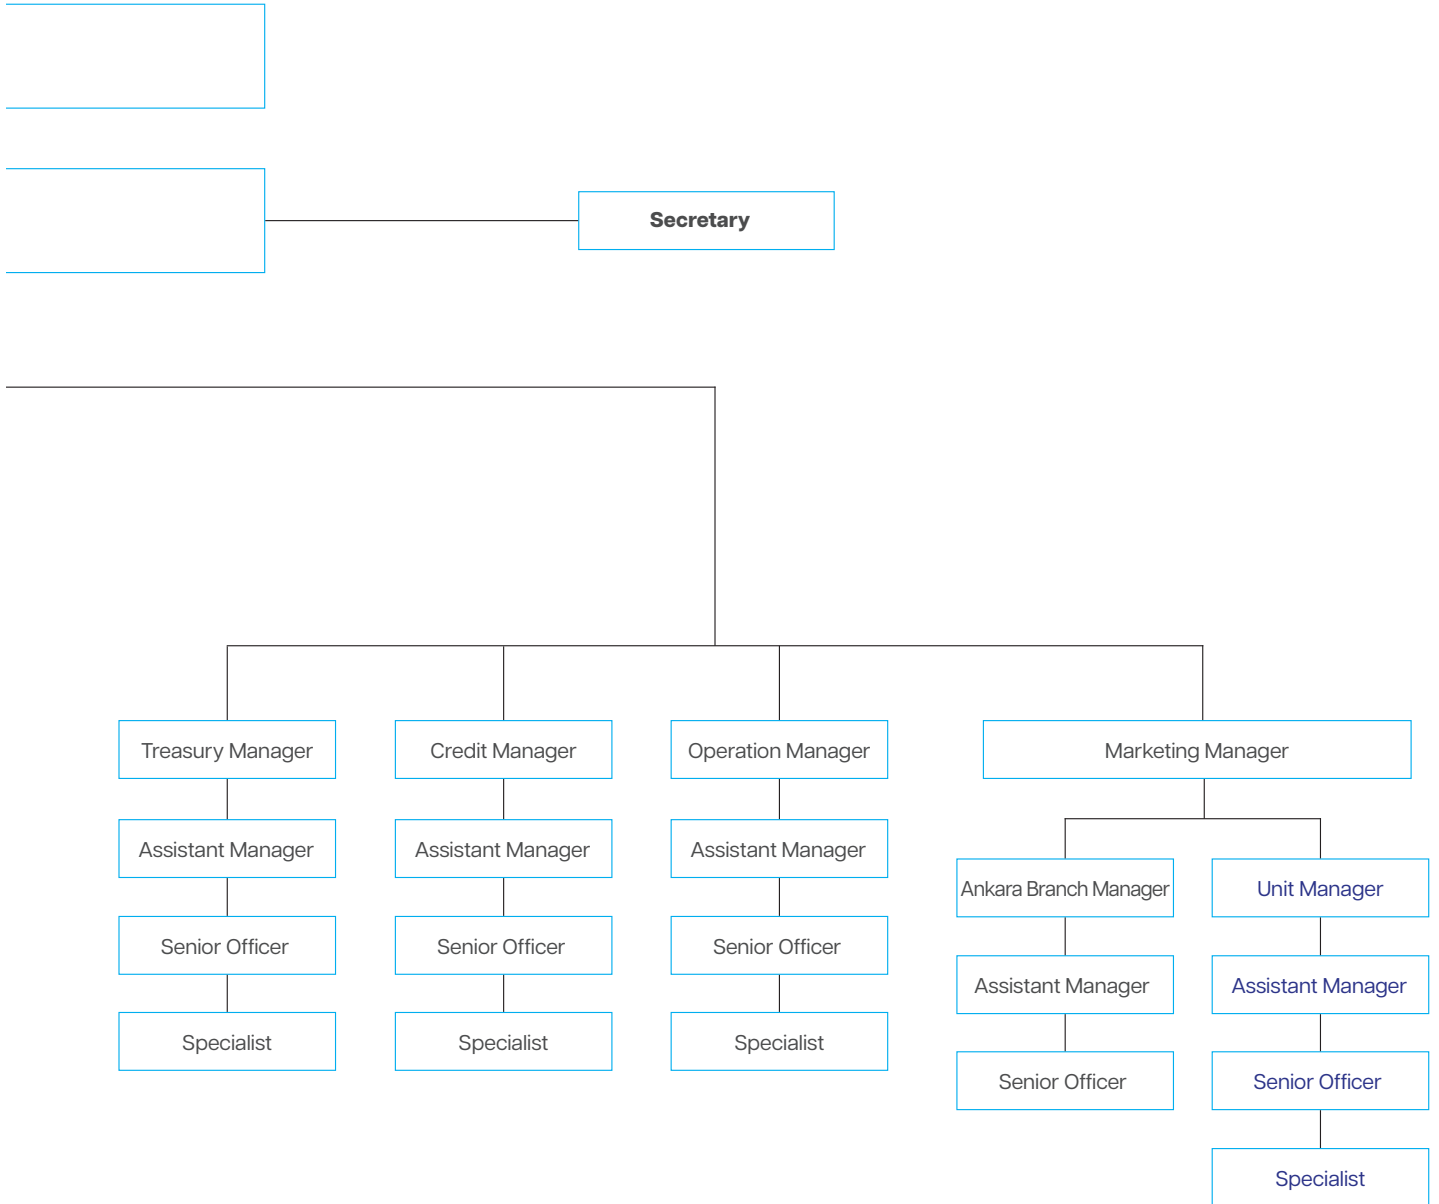 Secretary
Treasury Manager
Credit Manager
Operation Manager
Marketing Manager
Assistant Manager
Assistant Manager
Assistant Manager
Ankara Branch Manager
Unit Manager
Senior Officer
Senior Officer
Senior Officer
Assistant Manager
Assistant Manager
Specialist
Specialist
Specialist
Senior Officer
Senior Officer
Specialist